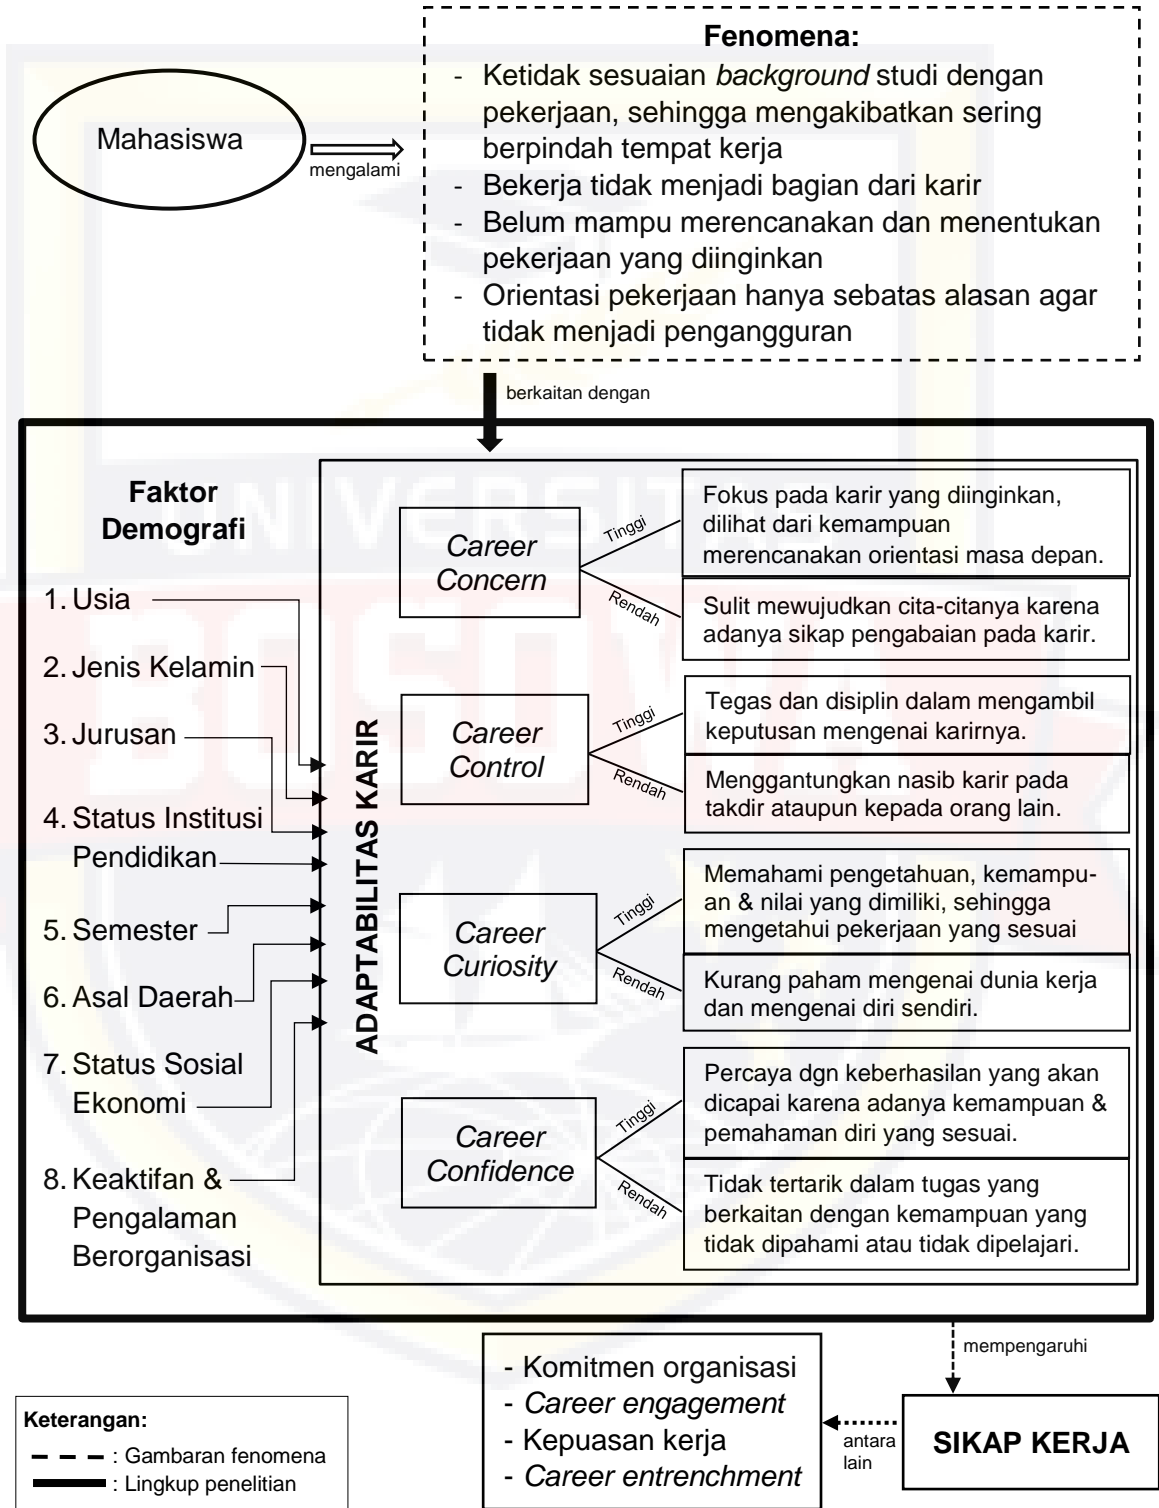 Fenomena:
- Ketidak sesuaian background studi dengan
pekerjaan, sehingga mengakibatkan sering
berpindah tempat kerja
- Bekerja tidak menjadi bagian dari karir
- Belum mampu merencanakan dan menentukan
pekerjaan yang diinginkan
- Orientasi pekerjaan hanya sebatas alasan agar
tidak menjadi pengangguran
Mahasiswa
mengalami
berkaitan dengan
Faktor
Demografi
1. Usia
2. Jenis Kelamin
3. Jurusan
4. Status Institusi
Pendidikan
5. Semester
6. Asal Daerah
7. Status Sosial
Ekonomi
8. Keaktifan &
Pengalaman
Berorganisasi
ADAPTABILITAS KARIR
Career
Concern
Tinggi
Fokus pada karir yang diinginkan,
dilihat dari kemampuan
merencanakan orientasi masa depan.
Rendah
Sulit mewujudkan cita-citanya karena
adanya sikap pengabaian pada karir.
Career
Control
Tinggi
Tegas dan disiplin dalam mengambil
keputusan mengenai karirnya.
Rendah
Menggantungkan nasib karir pada
takdir ataupun kepada orang lain.
Career
Curiosity
Tinggi
Memahami pengetahuan, kemampu-
an & nilai yang dimiliki, sehingga
mengetahui pekerjaan yang sesuai
Rendah
Kurang paham mengenai dunia kerja
dan mengenai diri sendiri.
Career
Confidence
Tinggi
Percaya dgn keberhasilan yang akan
dicapai karena adanya kemampuan &
pemahaman diri yang sesuai.
Rendah
Tidak tertarik dalam tugas yang
berkaitan dengan kemampuan yang
tidak dipahami atau tidak dipelajari.
mempengaruhi
SIKAP KERJA
antara
lain
- Komitmen organisasi
- Career engagement
- Kepuasan kerja
- Career entrenchment
Keterangan:
: Gambaran fenomena
: Lingkup penelitian
UNIVERSITAS
BOSOWA